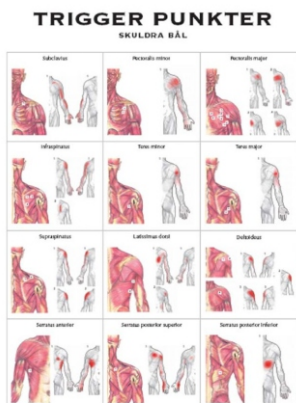 TRIGGER PUNKTER
SKULDRA BÅL
Subclavius
Pectoralis minor
Pectoralis major
Infraspinatus
Teres minor
Teres major
Supraspinatus
Latissimus dorsi
Deltoideus
Serratus anterior
Serratus posterior superior
Serratus posterior inferior